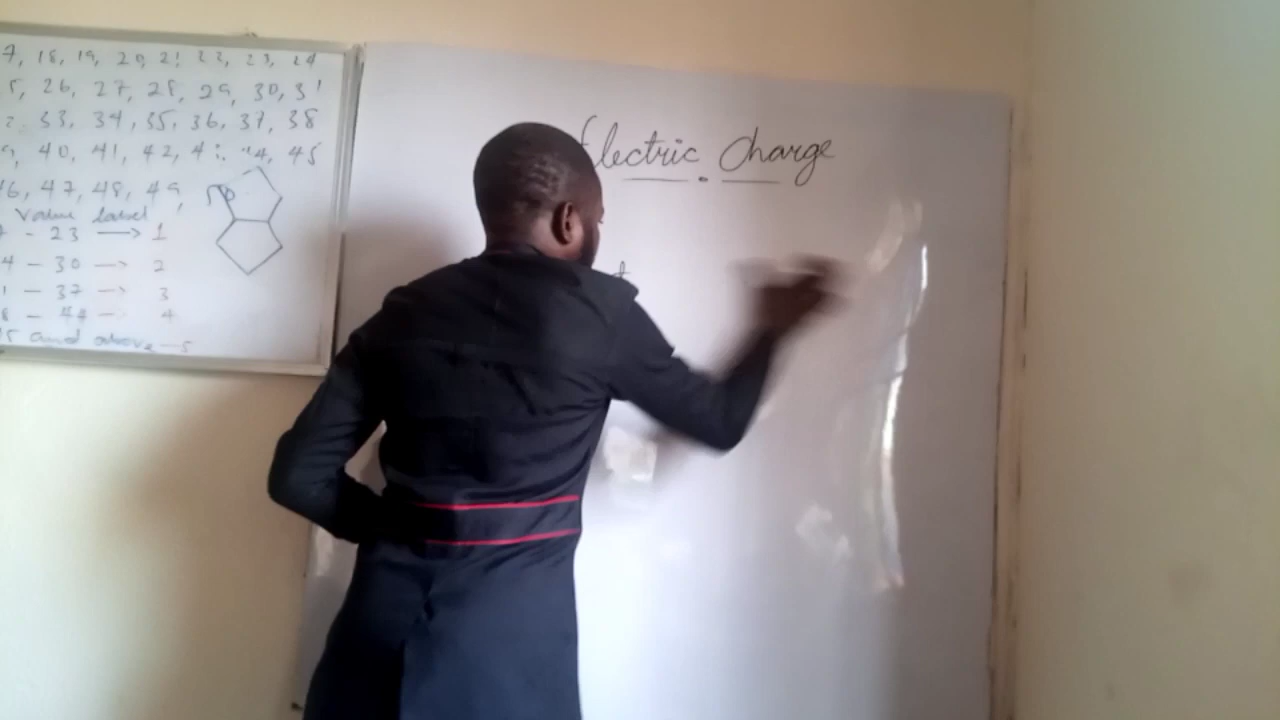 7, 18, 19, 20, 21, 22, 23, 24
5, 26, 27, 28, 29, 30, 31
33, 34, 35, 36, 37, 38
9, 40, 41, 42, 44, 45
46, 47, 48, 49,
value label
- 23 → 1
4 - 30 → 2
1 - 37 → 3
8 - 44 - 4
5 and above - 5
Electric Charge